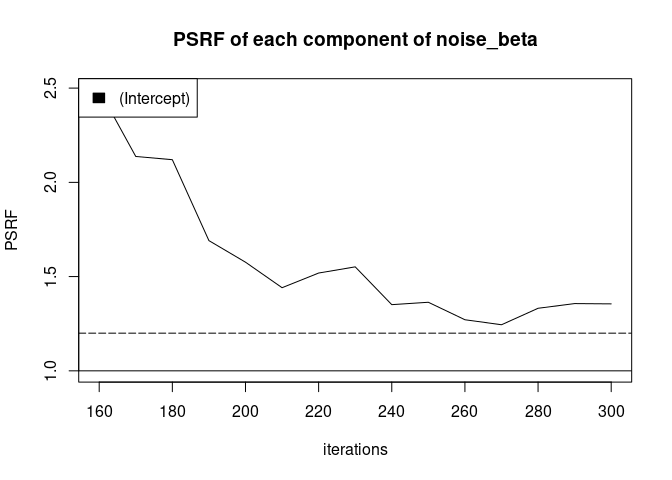 PSRF of each component of noise_beta
(Intercept)
PSRF
2.5
2.0
1.5
1.0
160 180 200 220 240 260 280 300
iterations